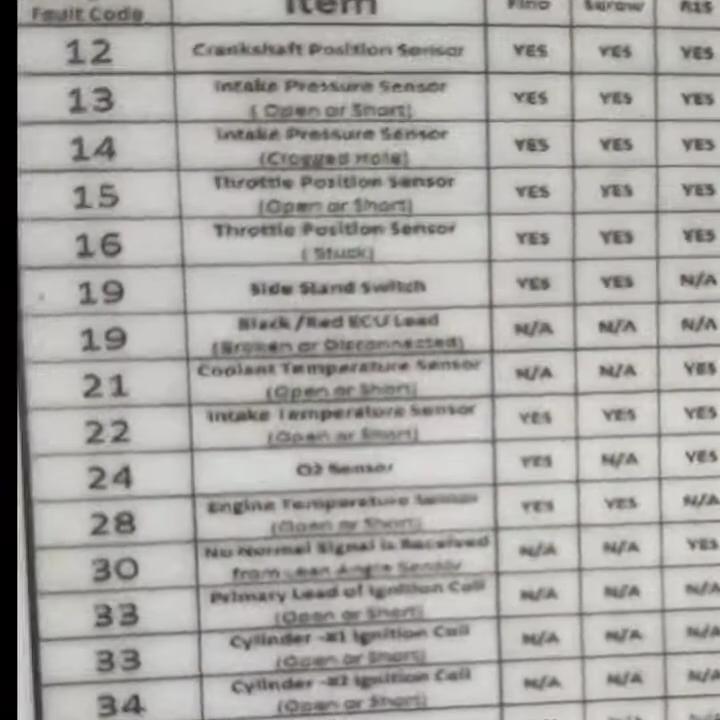 Fault Code Item Fino R15
12 Crankshaft Position Sensor YES YES YES
13 Intake Pressure Sensor YES YES YES
( Open or Short)
14 Intake Pressure Sensor YES YES YES
(Clogged Hole)
15 Throttle Position Sensor YES YES YES
(Open or Short)
16 Throttle Position Sensor YES YES YES
( Stuck)
19 Side Stand Switch YES YES N/A
19 Black /Red ECU Lead N/A N/A N/A
(Broken or Disconnected)
21 Coolant Temperature Sensor N/A N/A YES
(Open or Short)
22 Intake Temperature Sensor YES YES YES
(Open or Short)
24 O2 Sensor YES N/A YES
28 Engine Temperature Sensor YES YES N/A
(Open or Short)
30 No Normal Signal is Received N/A N/A YES
from Lean Angle Sensor
33 Primary Lead of Ignition Coil N/A N/A N/A
(Open or Short)
33 Cylinder -#1 Ignition Coil N/A N/A N/A
(Open or Short)
34 Cylinder -#2 Ignition Coil N/A N/A N/A
(Open or Short)